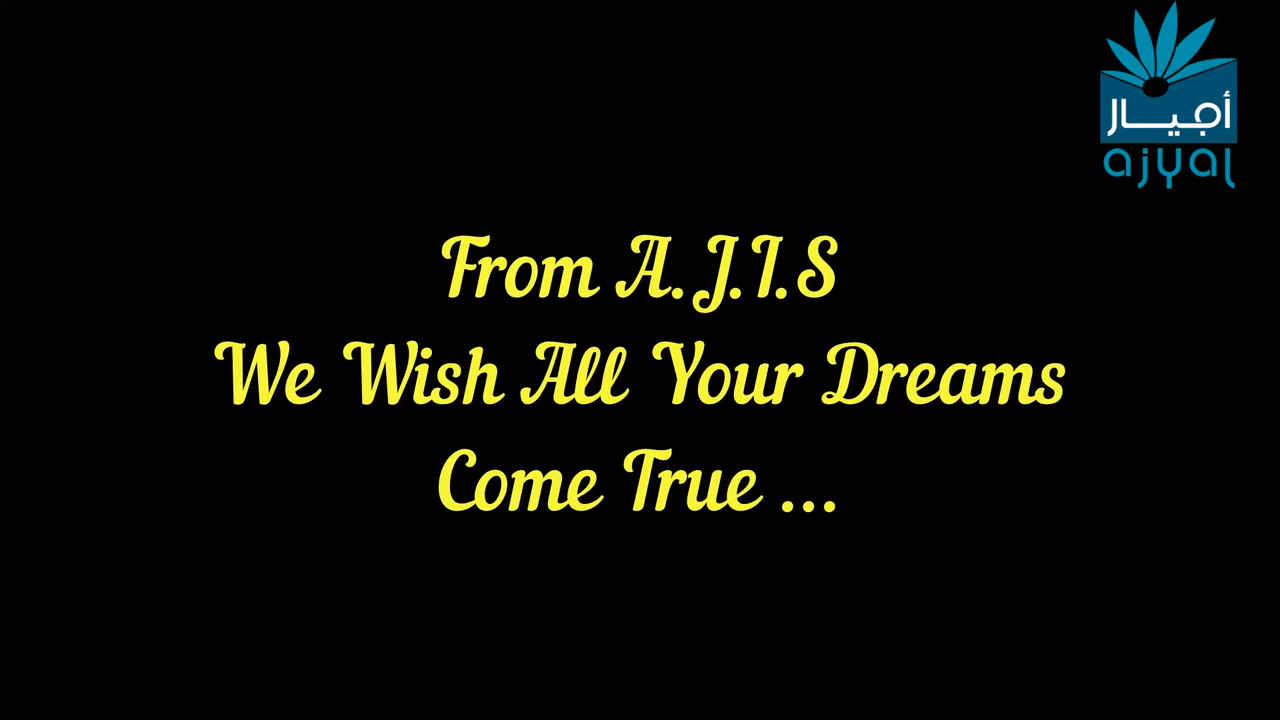 أجيال
ajyal
From A.J.I.S
We Wish All Your Dreams
Come True ...